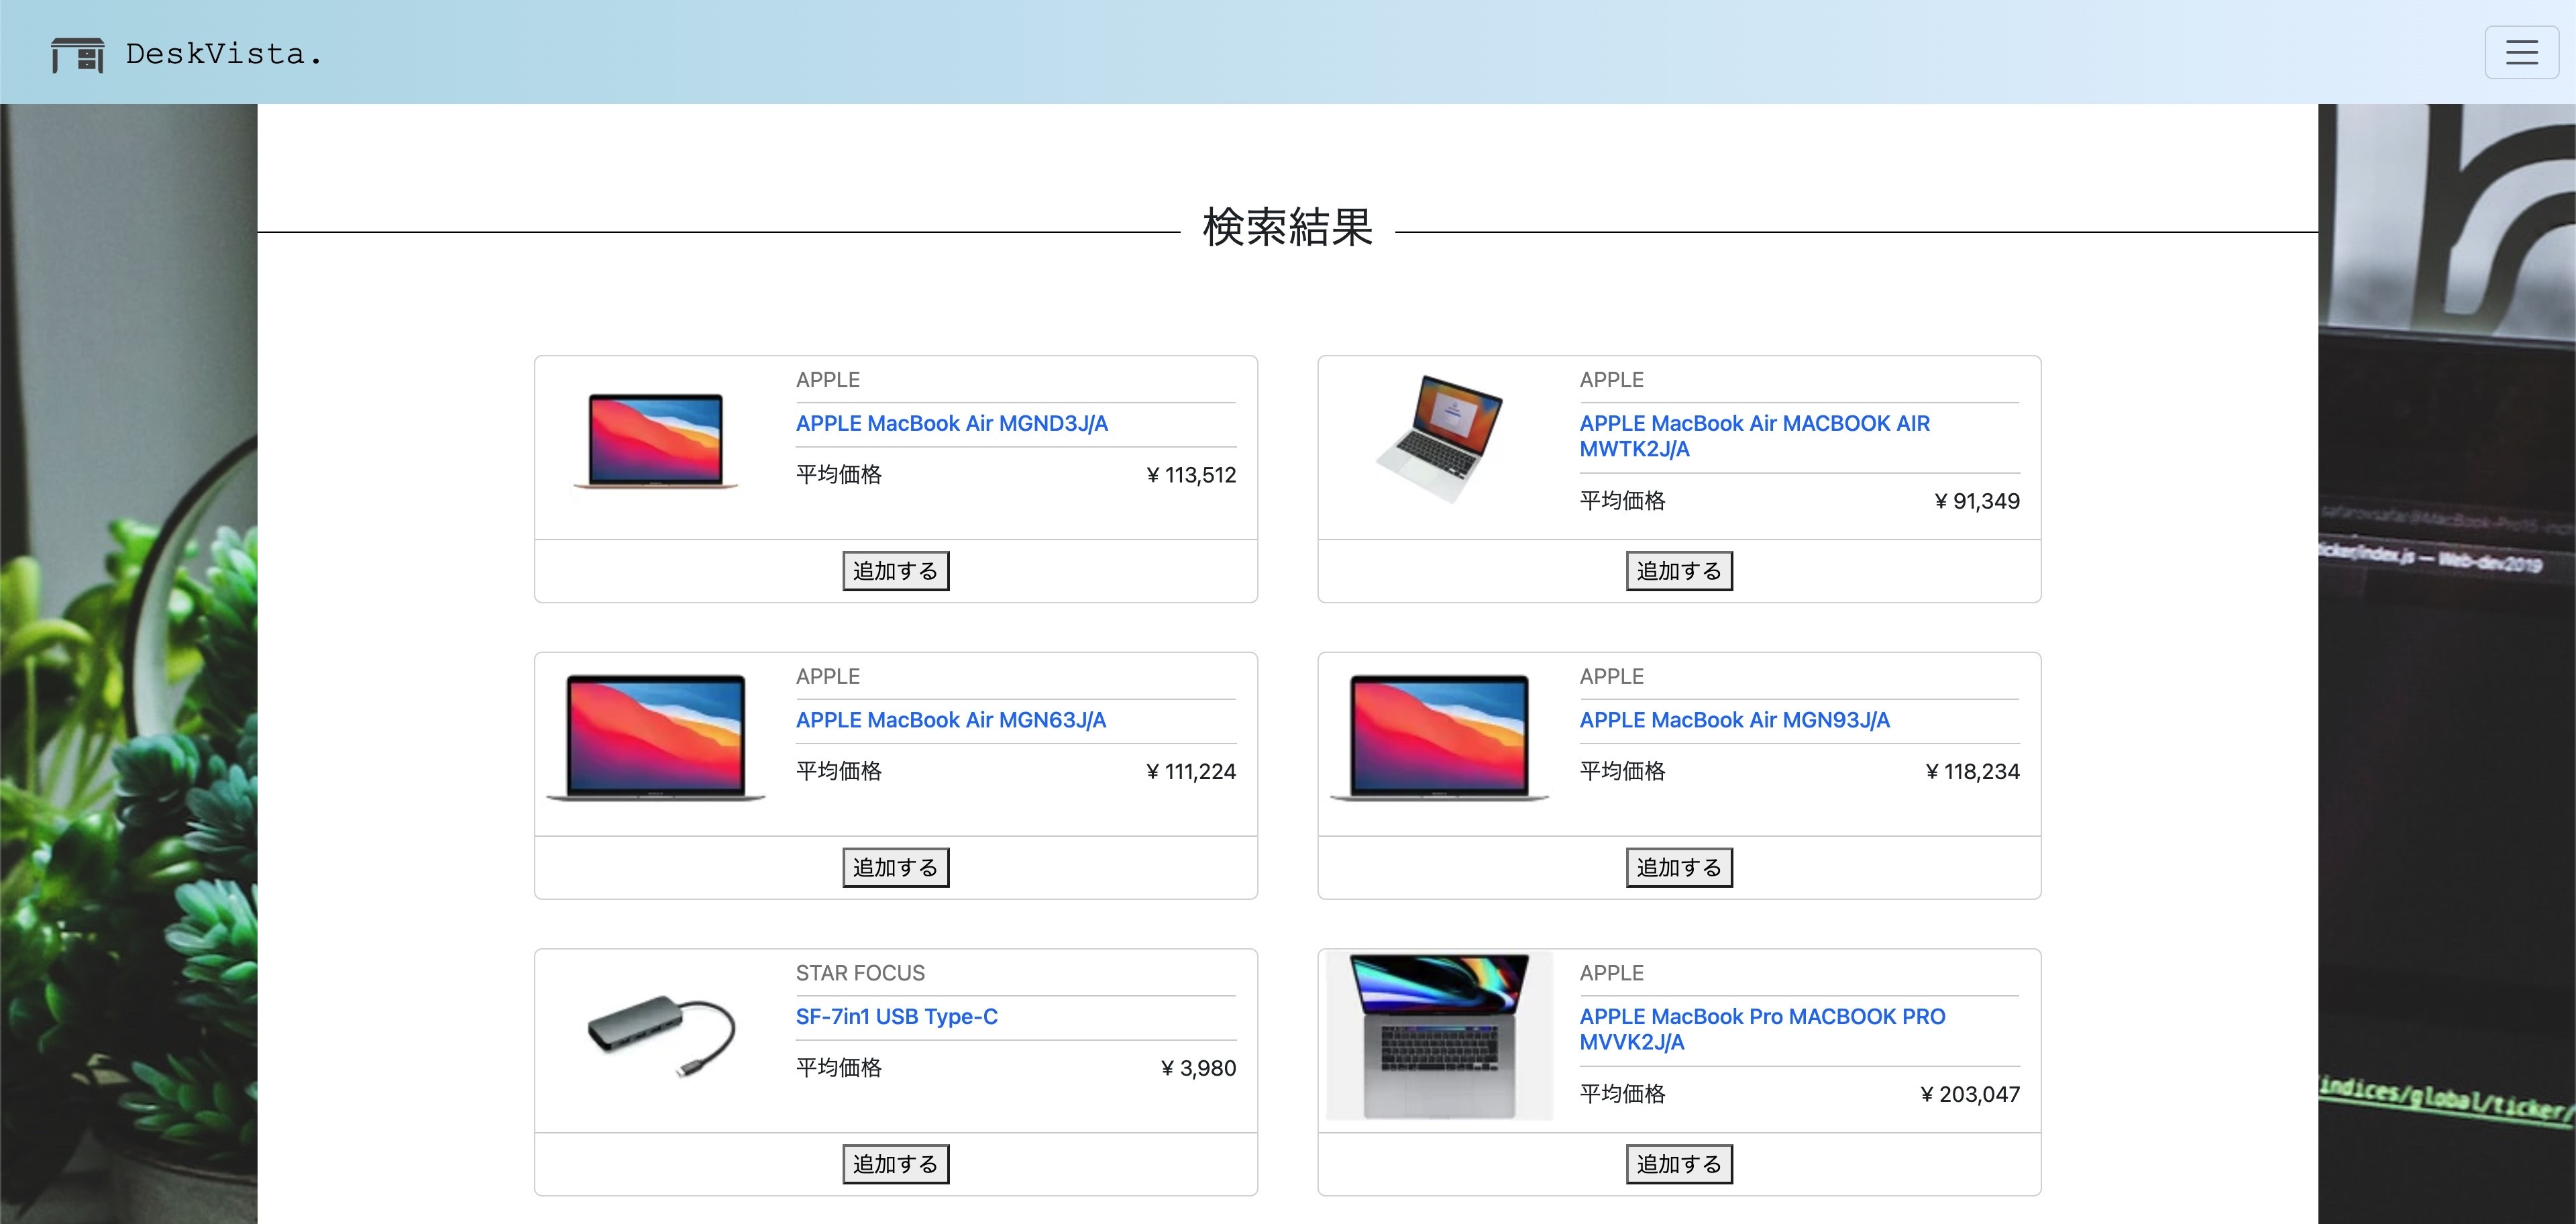 DeskVista.
検索結果
APPLE
APPLE MacBook Air MGND3J/A
平均価格 ¥ 113,512
追加する
APPLE
APPLE MacBook Air MACBOOK AIR
MWTK2J/A
平均価格 ¥ 91,349
追加する
APPLE
APPLE MacBook Air MGN63J/A
平均価格 ¥ 111,224
追加する
APPLE
APPLE MacBook Air MGN93J/A
平均価格 ¥ 118,234
追加する
STAR FOCUS
SF-7in1 USB Type-C
平均価格 ¥ 3,980
追加する
APPLE
APPLE MacBook Pro MACBOOK PRO
MVVK2J/A
平均価格 ¥ 203,047
追加する
ticker/index.js — Web-dev2019
indices/global/ticker/